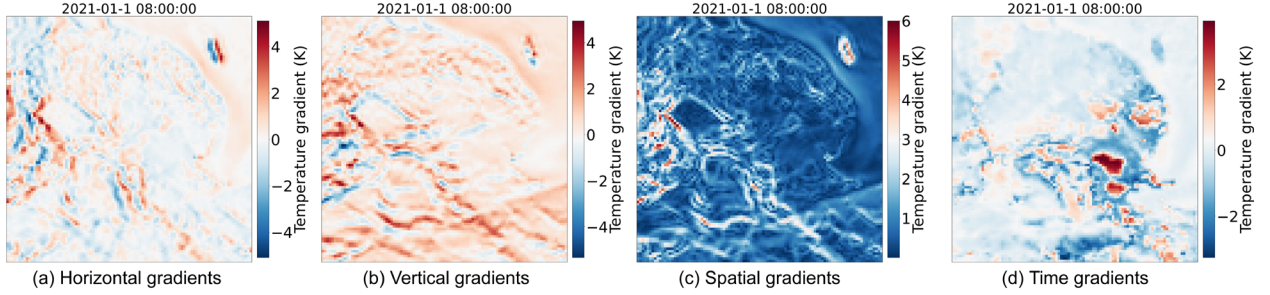 2021-01-1 08:00:00
4
2
0
−2
−4
Temperature gradient (K)
(a) Horizontal gradients
2021-01-1 08:00:00
4
2
0
−2
−4
Temperature gradient (K)
(b) Vertical gradients
2021-01-1 08:00:00
6
5
4
3
2
1
Temperature gradient (K)
(c) Spatial gradients
2021-01-1 08:00:00
2
0
−2
Temperature gradient (K)
(d) Time gradients